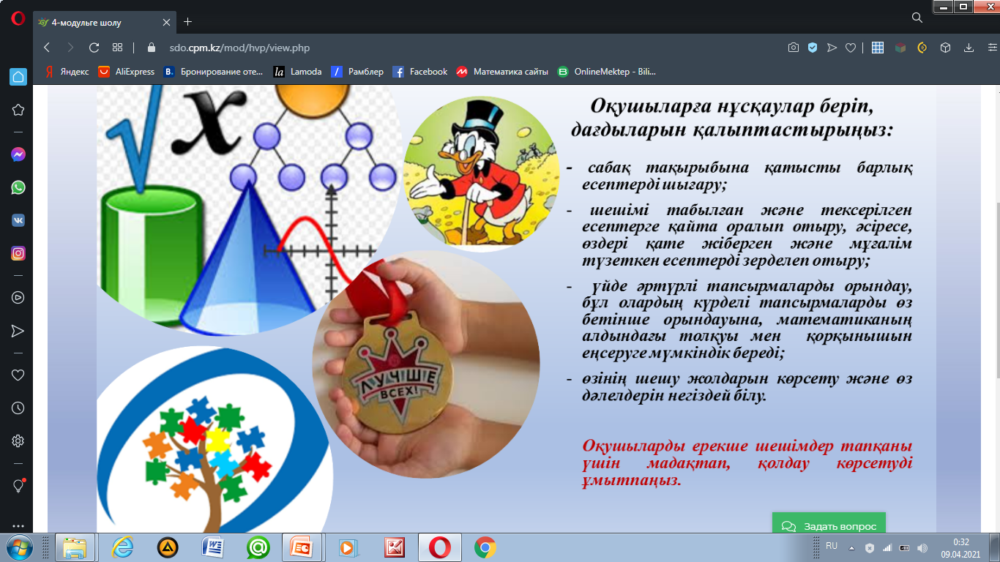 4-модульге шолу
sdo.cpm.kz/mod/hvp/view.php
Яндекс
AliExpress
Бронирование оте...
Lamoda
Рамблер
Facebook
Математика сайты
OnlineMektep - Bili...
x
ЛУЧШЕ
ВСЕХ!
Оқушыларға нұсқаулар беріп,
дағдыларын қалыптастырыңыз:
- сабақ тақырыбына қатысты барлық
есептерді шығару;
- шешімі табылған және тексерілген
есептерге қайта оралып отыру, әсіресе,
өздері қате жіберген және мұғалім
түзеткен есептерді зерделеп отыру;
- үйде әртүрлі тапсырмаларды орындау,
бұл олардың күрделі тапсырмаларды өз
бетінше орындауына, математиканың
алдындағы толқуы мен қорқынышын
еңсеруге мүмкіндік береді;
- өзінің шешу жолдарын көрсету және өз
дәлелдерін негіздей білу.
Оқушыларды ерекше шешімдер тапқаны
үшін мадақтап, қолдау көрсетуді
ұмытпаңыз.
Задать вопрос
RU
0:32
09.04.2021